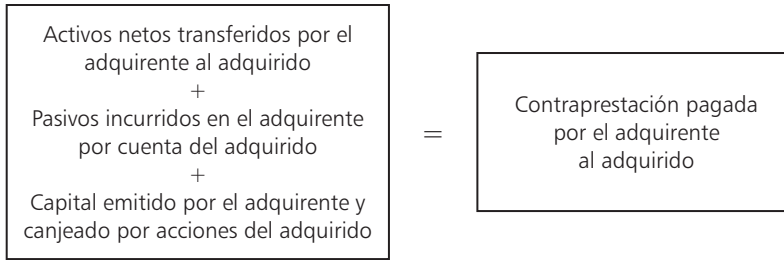 Activos netos transferidos por el
adquirente al adquirido
+
Pasivos incurridos en el adquirente
por cuenta del adquirido
+
Capital emitido por el adquirente y
canjeado por acciones del adquirido
=
Contraprestación pagada
por el adquirente
al adquirido